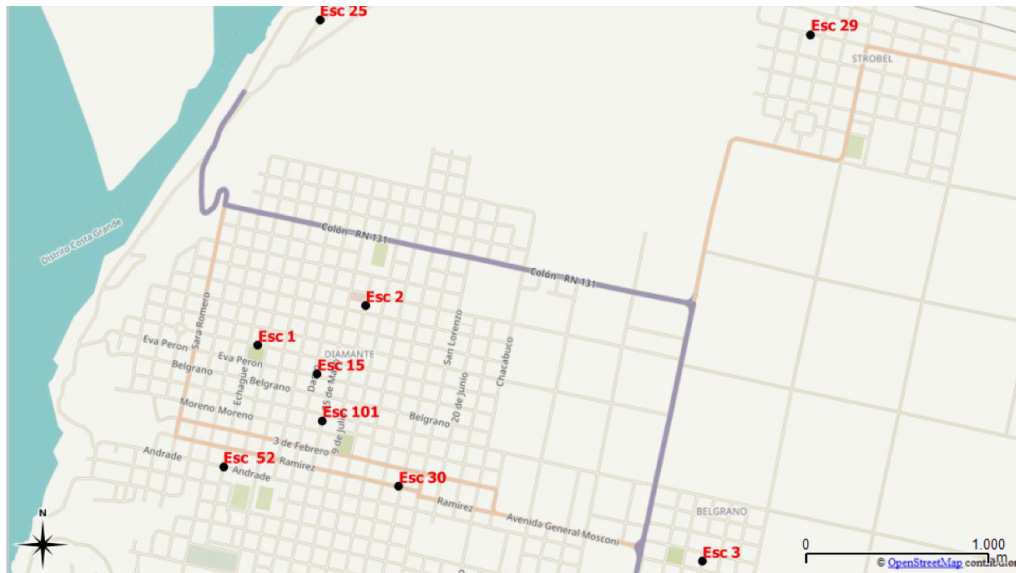 Esc 25
Esc 29
STROBEL
Distrito Costa Grande
Colón - RN 131
Colón - RN 131
Esc 2
Sara Romero
San Lorenzo
Esc 1
Eva Peron
DIAMANTE
Eva Peron
Chacabuco
Esc 15
Belgrano
Belgrano
Echagüe
20 de Junio
Moreno Moreno
Esc 101
Belgrano
9 de Julio
3 de Febrero
Andrade
Esc 52
Ramírez
Andrade
Esc 30
Ramírez
Avenida General Mosconi
BELGRANO
Esc 3
N
0 1.000
m
© OpenStreetMap